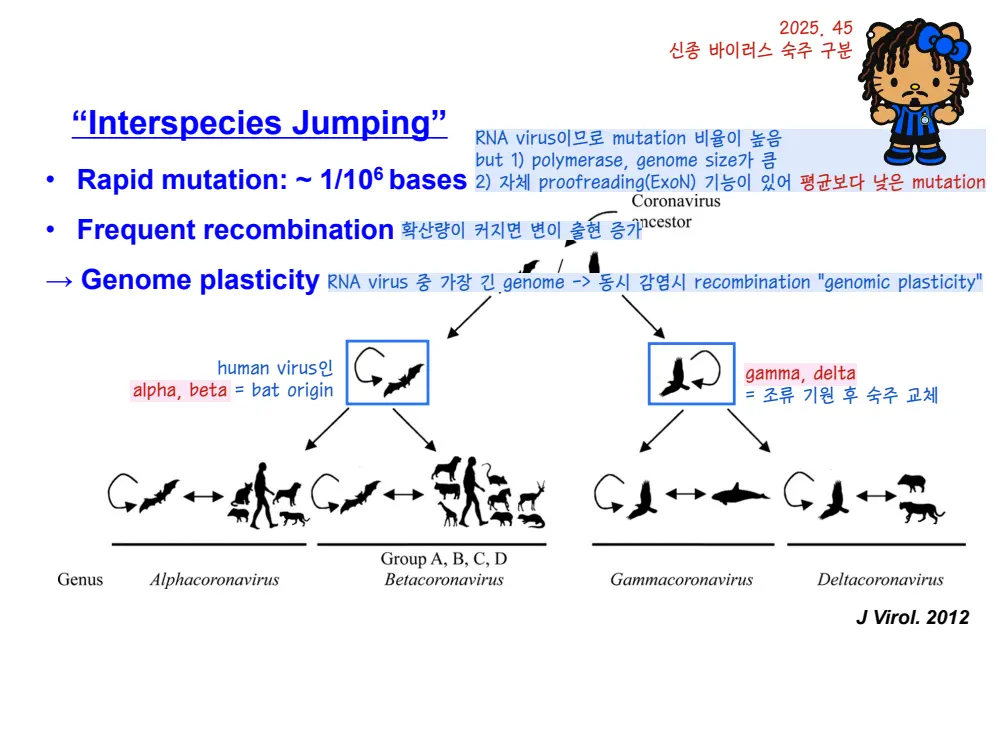 2025. 45
신종 바이러스 숙주 구분
“Interspecies Jumping”
RNA virus이므로 mutation 비율이 높음
but 1) polymerase, genome size가 큼
2) 자체 proofreading(ExoN) 기능이 있어 평균보다 낮은 mutation
• Rapid mutation: ~ 1/10⁶ bases
Coronavirus
ancestor
• Frequent recombination
확산량이 커지면 변이 출현 증가
→ Genome plasticity
RNA virus 중 가장 긴 genome -> 동시 감염시 recombination "genomic plasticity"
human virus인
alpha, beta = bat origin
gamma, delta
= 조류 기원 후 숙주 교체
Group A, B, C, D
Genus Alphacoronavirus Betacoronavirus Gammacoronavirus Deltacoronavirus
J Virol. 2012